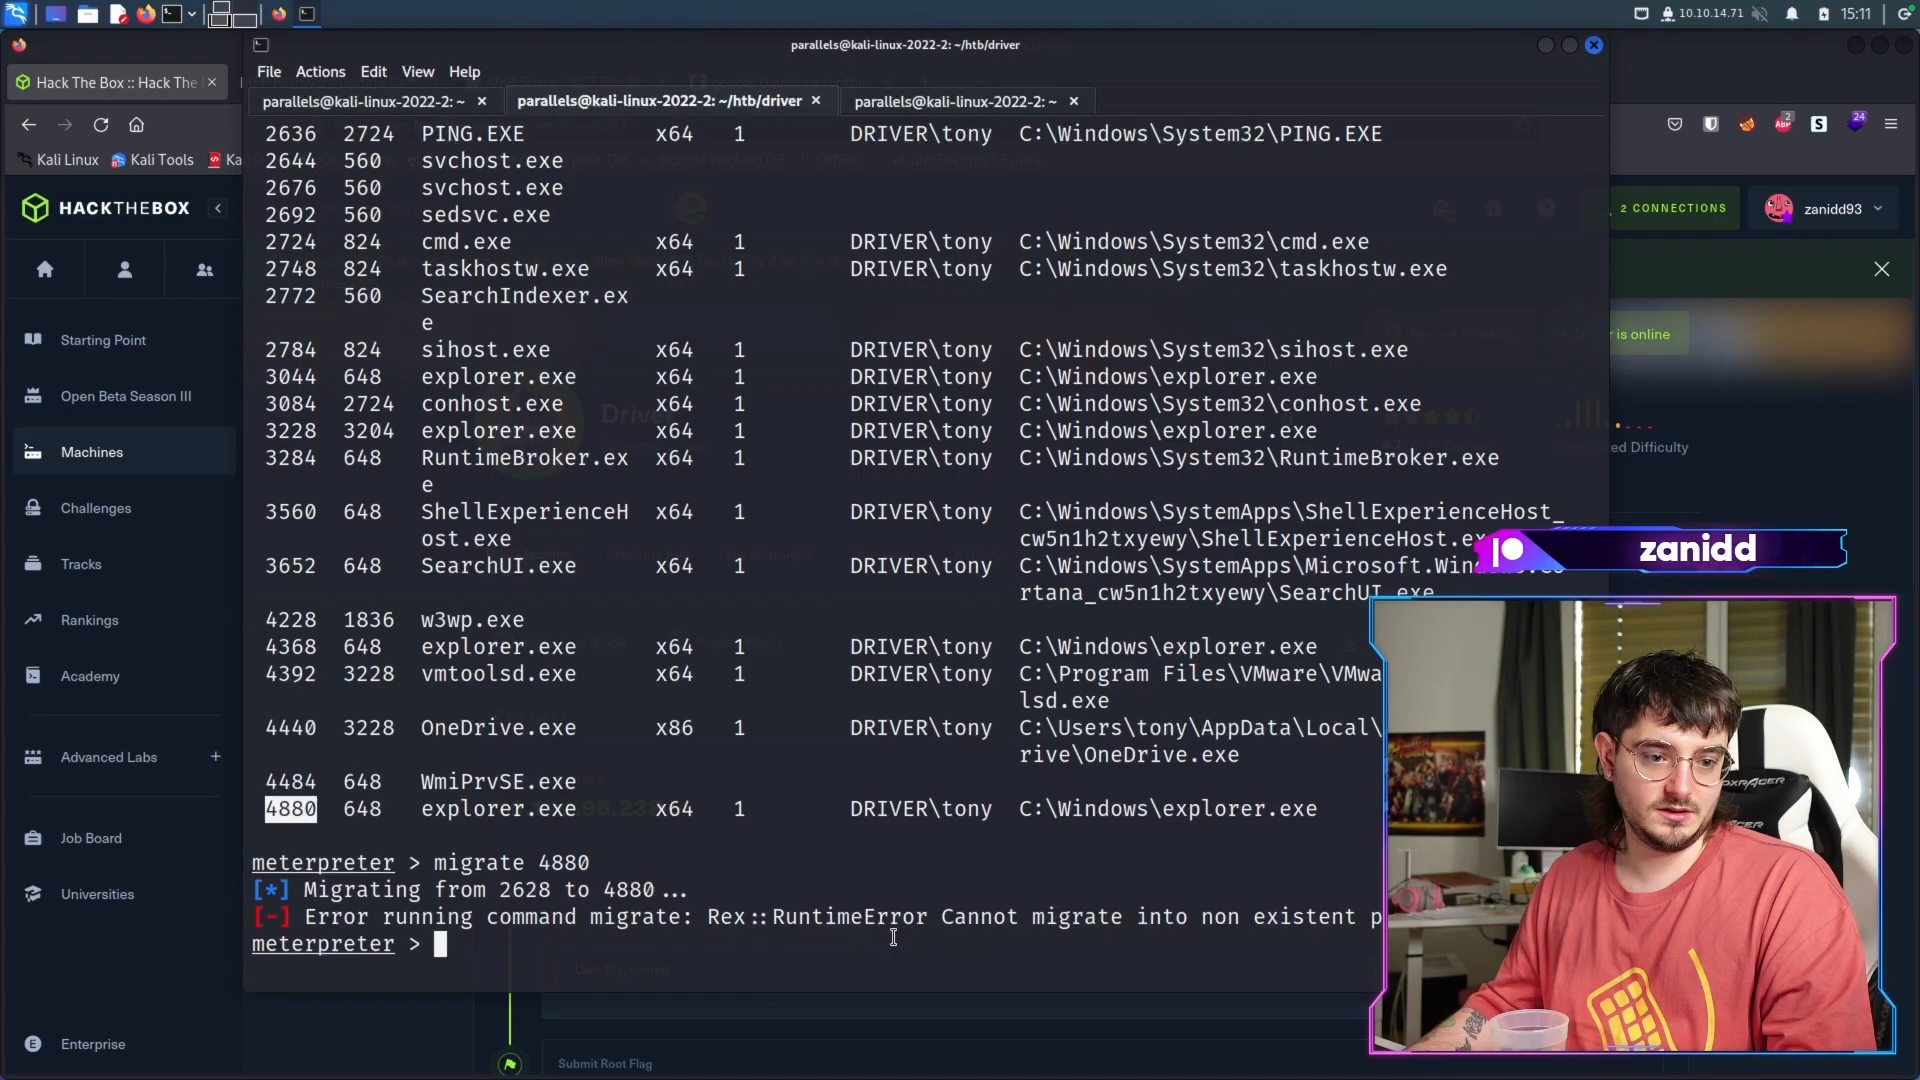 10.10.14.71
15:11
parallels@kali-linux-2022-2: ~/htb/driver
Hack The Box :: Hack The
File Actions Edit View Help
parallels@kali-linux-2022-2: ~
parallels@kali-linux-2022-2: ~/htb/driver
parallels@kali-linux-2022-2: ~
Kali Linux
Kali Tools
2
24
HACKTHEBOX
2 CONNECTIONS
zanidd93
Starting Point
Open Beta Season III
Machines
Challenges
Tracks
Rankings
Academy
Advanced Labs
Job Board
Universities
Enterprise
2636 2724 PING.EXE x64 1 DRIVER\tony C:\Windows\System32\PING.EXE
2644 560 svchost.exe
2676 560 svchost.exe
2692 560 sedsvc.exe
2724 824 cmd.exe x64 1 DRIVER\tony C:\Windows\System32\cmd.exe
2748 824 taskhostw.exe x64 1 DRIVER\tony C:\Windows\System32\taskhostw.exe
2772 560 SearchIndexer.ex
e
2784 824 sihost.exe x64 1 DRIVER\tony C:\Windows\System32\sihost.exe
3044 648 explorer.exe x64 1 DRIVER\tony C:\Windows\explorer.exe
3084 2724 conhost.exe x64 1 DRIVER\tony C:\Windows\System32\conhost.exe
3228 3204 explorer.exe x64 1 DRIVER\tony C:\Windows\explorer.exe
3284 648 RuntimeBroker.ex x64 1 DRIVER\tony C:\Windows\System32\RuntimeBroker.exe
e
3560 648 ShellExperienceH x64 1 DRIVER\tony C:\Windows\SystemApps\ShellExperienceHost_
ost.exe cw5n1h2txyewy\ShellExperienceHost.ex
3652 648 SearchUI.exe x64 1 DRIVER\tony C:\Windows\SystemApps\Microsoft.Win
rtana_cw5n1h2txyewy\SearchUI.exe
4228 1836 w3wp.exe
4368 648 explorer.exe x64 1 DRIVER\tony C:\Windows\explorer.exe
4392 3228 vmtoolsd.exe x64 1 DRIVER\tony C:\Program Files\VMware\VMwa
lsd.exe
4440 3228 OneDrive.exe x86 1 DRIVER\tony C:\Users\tony\AppData\Local\
rive\OneDrive.exe
4484 648 WmiPrvSE.exe
4880 648 explorer.exe x64 1 DRIVER\tony C:\Windows\explorer.exe
meterpreter > migrate 4880
[*] Migrating from 2628 to 4880...
[-] Error running command migrate: Rex::RuntimeError Cannot migrate into non existent p
meterpreter >
is online
ed Difficulty
zanidd
Submit Root Flag